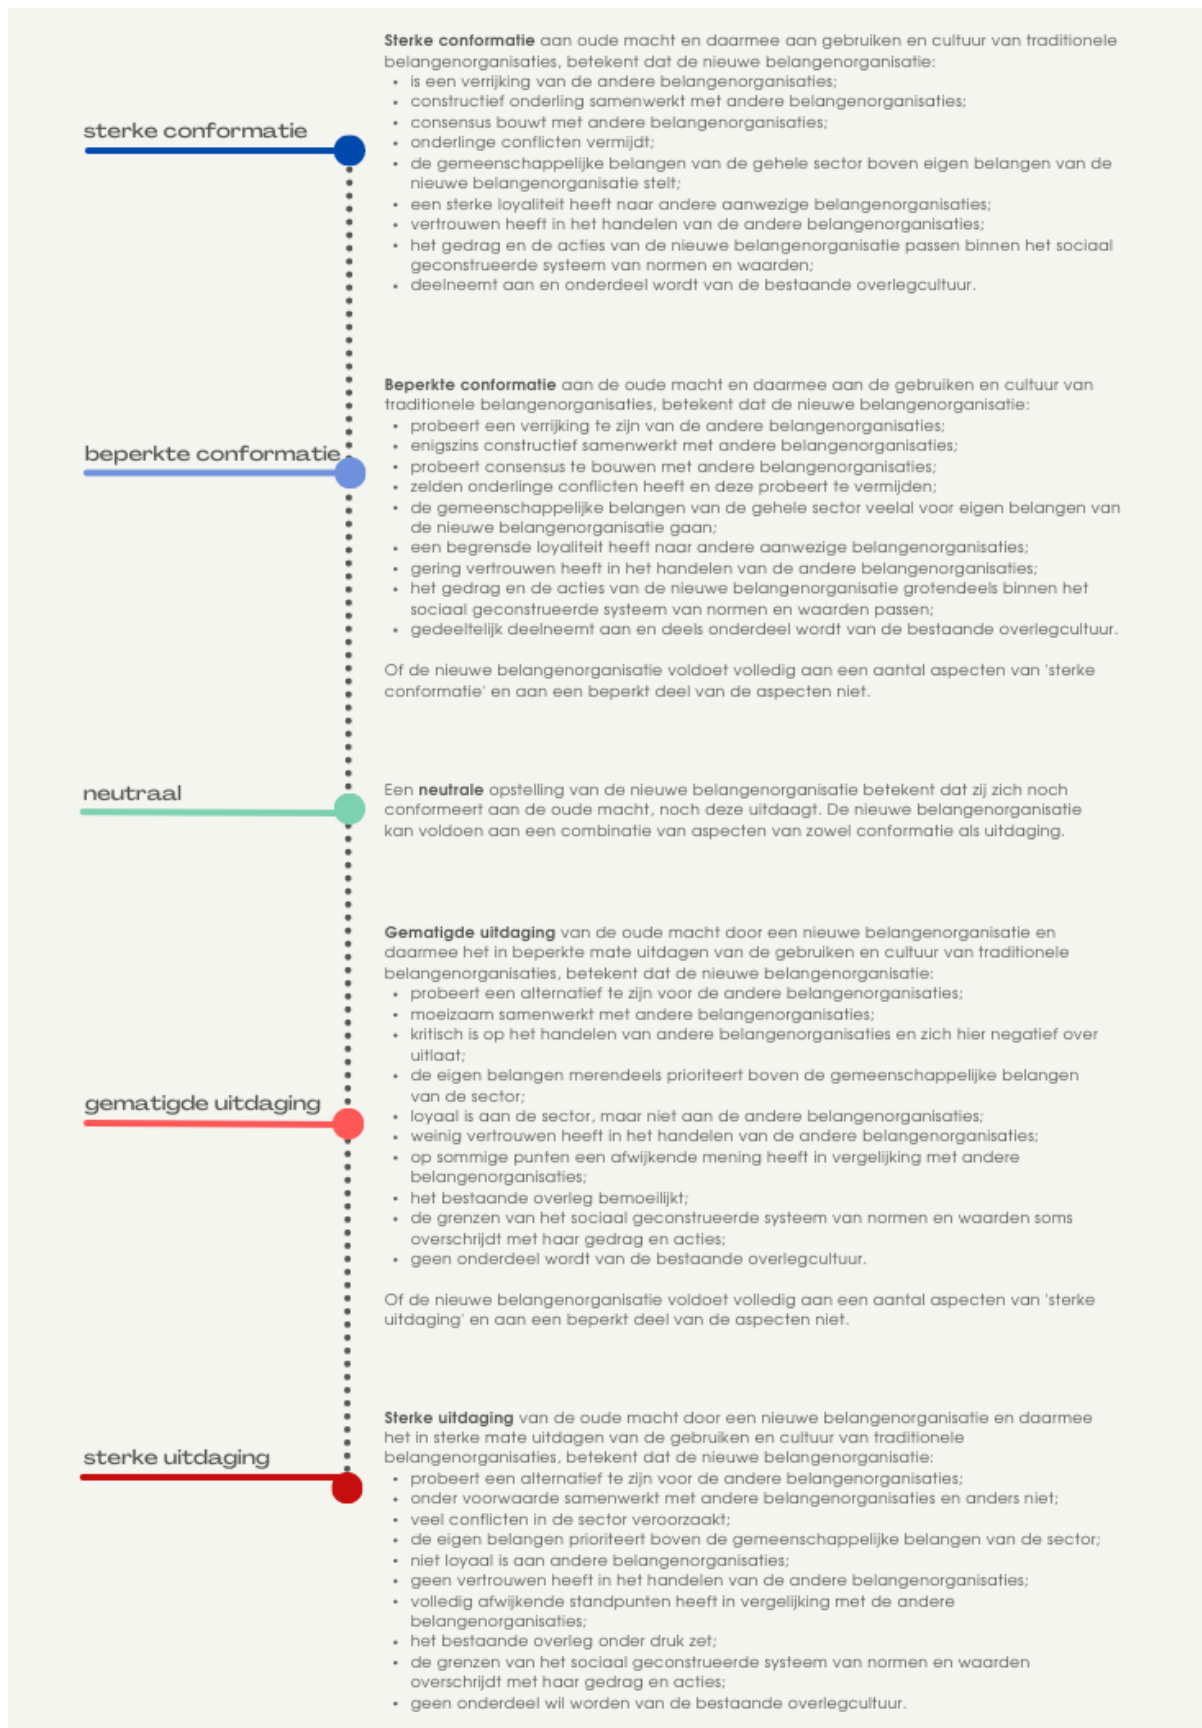 Sterke conformatie aan oude macht en daarmee aan gebruiken en cultuur van traditionele
belangenorganisaties, betekent dat de nieuwe belangenorganisatie:
• is een verrijking van de andere belangenorganisaties;
• constructief onderling samenwerkt met andere belangenorganisaties;
• consensus bouwt met andere belangenorganisaties;
sterke conformatie
• onderlinge conflicten vermijdt;
• de gemeenschappelijke belangen van de gehele sector boven eigen belangen van de
nieuwe belangenorganisatie stelt;
• een sterke loyaliteit heeft naar andere aanwezige belangenorganisaties;
• vertrouwen heeft in het handelen van de andere belangenorganisaties;
• het gedrag en de acties van de nieuwe belangenorganisatie passen binnen het sociaal
geconstrueerde systeem van normen en waarden;
• deelneemt aan en onderdeel wordt van de bestaande overlegcultuur.
Beperkte conformatie aan de oude macht en daarmee aan de gebruiken en cultuur van
traditionele belangenorganisaties, betekent dat de nieuwe belangenorganisatie:
• probeert een verrijking te zijn van de andere belangenorganisaties;
• enigszins constructief samenwerkt met andere belangenorganisaties;
beperkte conformatie
• probeert consensus te bouwen met andere belangenorganisaties;
• zelden onderlinge conflicten heeft en deze probeert te vermijden;
• de gemeenschappelijke belangen van de gehele sector veelal voor eigen belangen van
de nieuwe belangenorganisatie gaan;
• een begrensde loyaliteit heeft naar andere aanwezige belangenorganisaties;
• gering vertrouwen heeft in het handelen van de andere belangenorganisaties;
• het gedrag en de acties van de nieuwe belangenorganisatie grotendeels binnen het
sociaal geconstrueerde systeem van normen en waarden passen;
• gedeeltelijk deelneemt aan en deels onderdeel wordt van de bestaande overlegcultuur.
Of de nieuwe belangenorganisatie voldoet volledig aan een aantal aspecten van 'sterke
conformatie' en aan een beperkt deel van de aspecten niet.
neutraal
Een neutrale opstelling van de nieuwe belangenorganisatie betekent dat zij zich noch
conformeert aan de oude macht, noch deze uitdaagt. De nieuwe belangenorganisatie
kan voldoen aan een combinatie van aspecten van zowel conformatie als uitdaging.
Gematigde uitdaging van de oude macht door een nieuwe belangenorganisatie en
daarmee het in beperkte mate uitdagen van de gebruiken en cultuur van traditionele
belangenorganisaties, betekent dat de nieuwe belangenorganisatie:
• probeert een alternatief te zijn voor de andere belangenorganisaties;
• moeizaam samenwerkt met andere belangenorganisaties;
• kritisch is op het handelen van andere belangenorganisaties en zich hier negatief over
uitlaat;
• de eigen belangen merendeels prioriteert boven de gemeenschappelijke belangen
van de sector;
gematigde uitdaging
• loyaal is aan de sector, maar niet aan de andere belangenorganisaties;
• weinig vertrouwen heeft in het handelen van de andere belangenorganisaties;
• op sommige punten een afwijkende mening heeft in vergelijking met andere
belangenorganisaties;
• het bestaande overleg bemoeilijkt;
• de grenzen van het sociaal geconstrueerde systeem van normen en waarden soms
overschrijdt met haar gedrag en acties;
• geen onderdeel wordt van de bestaande overlegcultuur.
Of de nieuwe belangenorganisatie voldoet volledig aan een aantal aspecten van 'sterke
uitdaging' en aan een beperkt deel van de aspecten niet.
Sterke uitdaging van de oude macht door een nieuwe belangenorganisatie en daarmee
het in sterke mate uitdagen van de gebruiken en cultuur van traditionele
belangenorganisaties, betekent dat de nieuwe belangenorganisatie:
sterke uitdaging
• probeert een alternatief te zijn voor de andere belangenorganisaties;
• onder voorwaarde samenwerkt met andere belangenorganisaties en anders niet;
• veel conflicten in de sector veroorzaakt;
• de eigen belangen prioriteert boven de gemeenschappelijke belangen van de sector;
• niet loyaal is aan andere belangenorganisaties;
• geen vertrouwen heeft in het handelen van de andere belangenorganisaties;
• volledig afwijkende standpunten heeft in vergelijking met de andere
belangenorganisaties;
• het bestaande overleg onder druk zet;
• de grenzen van het sociaal geconstrueerde systeem van normen en waarden
overschrijdt met haar gedrag en acties;
• geen onderdeel wil worden van de bestaande overlegcultuur.